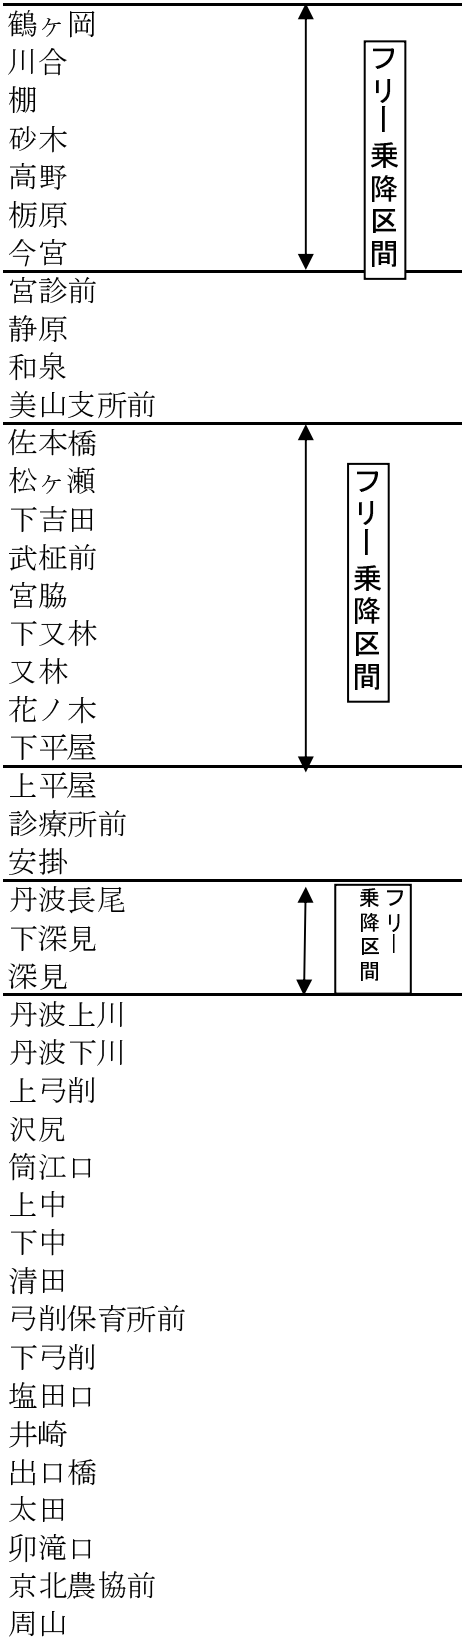 鶴ヶ岡
川合
棚
砂木
高野
栃原
今宮
フリー乗降区間
宮診前
静原
和泉
美山支所前
佐本橋
松ヶ瀬
下吉田
武柾前
宮脇
下又林
又林
花ノ木
下平屋
フリー乗降区間
上平屋
診療所前
安掛
丹波長尾
下深見
深見
フリー
乗降区間
丹波上川
丹波下川
上弓削
沢尻
筒江口
上中
下中
清田
弓削保育所前
下弓削
塩田口
井崎
出口橋
太田
卯滝口
京北農協前
周山